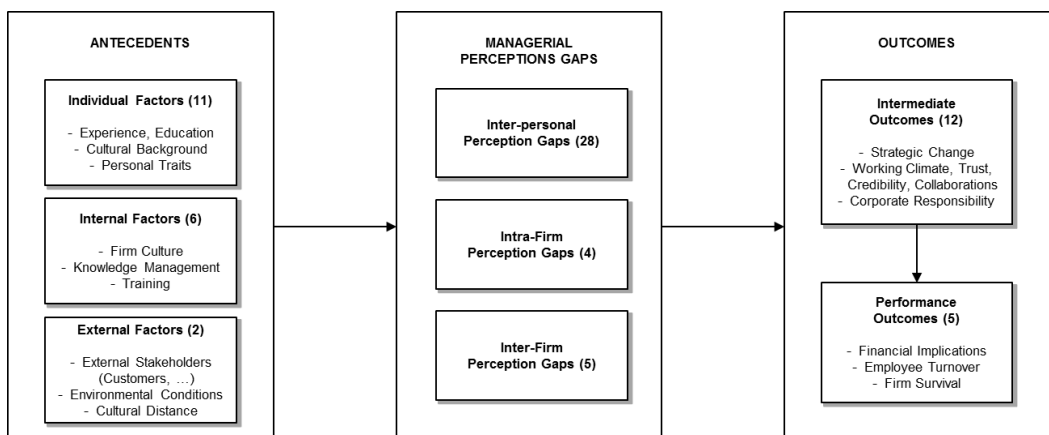 ANTECEDENTS
Individual Factors (11)
- Experience, Education
- Cultural Background
- Personal Traits
Internal Factors (6)
- Firm Culture
- Knowledge Management
- Training
External Factors (2)
- External Stakeholders
(Customers, …)
- Environmental Conditions
- Cultural Distance
MANAGERIAL
PERCEPTIONS GAPS
Inter-personal
Perception Gaps (28)
Intra-Firm
Perception Gaps (4)
Inter-Firm
Perception Gaps (5)
OUTCOMES
Intermediate
Outcomes (12)
- Strategic Change
- Working Climate, Trust,
Credibility, Collaborations
- Corporate Responsibility
Performance
Outcomes (5)
- Financial Implications
- Employee Turnover
- Firm Survival